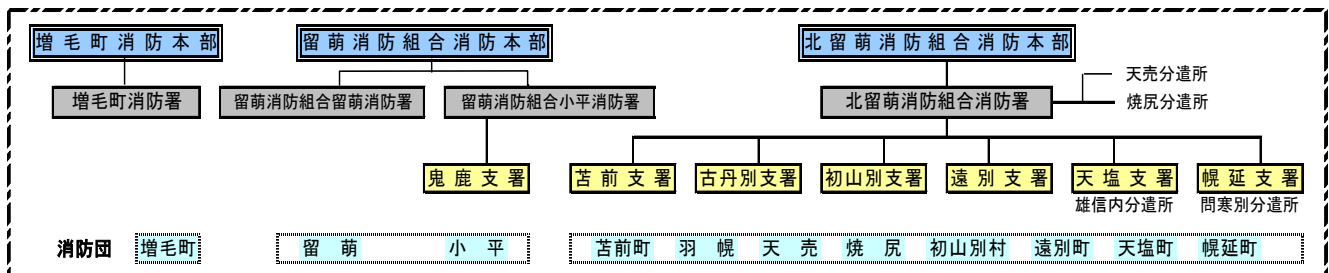 増毛町消防本部 留萌消防組合消防本部 北留萌消防組合消防本部
天売分遣所
増毛町消防署 留萌消防組合留萌消防署 留萌消防組合小平消防署 北留萌消防組合消防署 焼尻分遣所
鬼鹿支署 苫前支署 古丹別支署 初山別支署 遠別支署 天塩支署 幌延支署
雄信内分遣所 問寒別分遣所
消防団 増毛町 留萌 小平 苫前町 羽幌 天売 焼尻 初山別村 遠別町 天塩町 幌延町